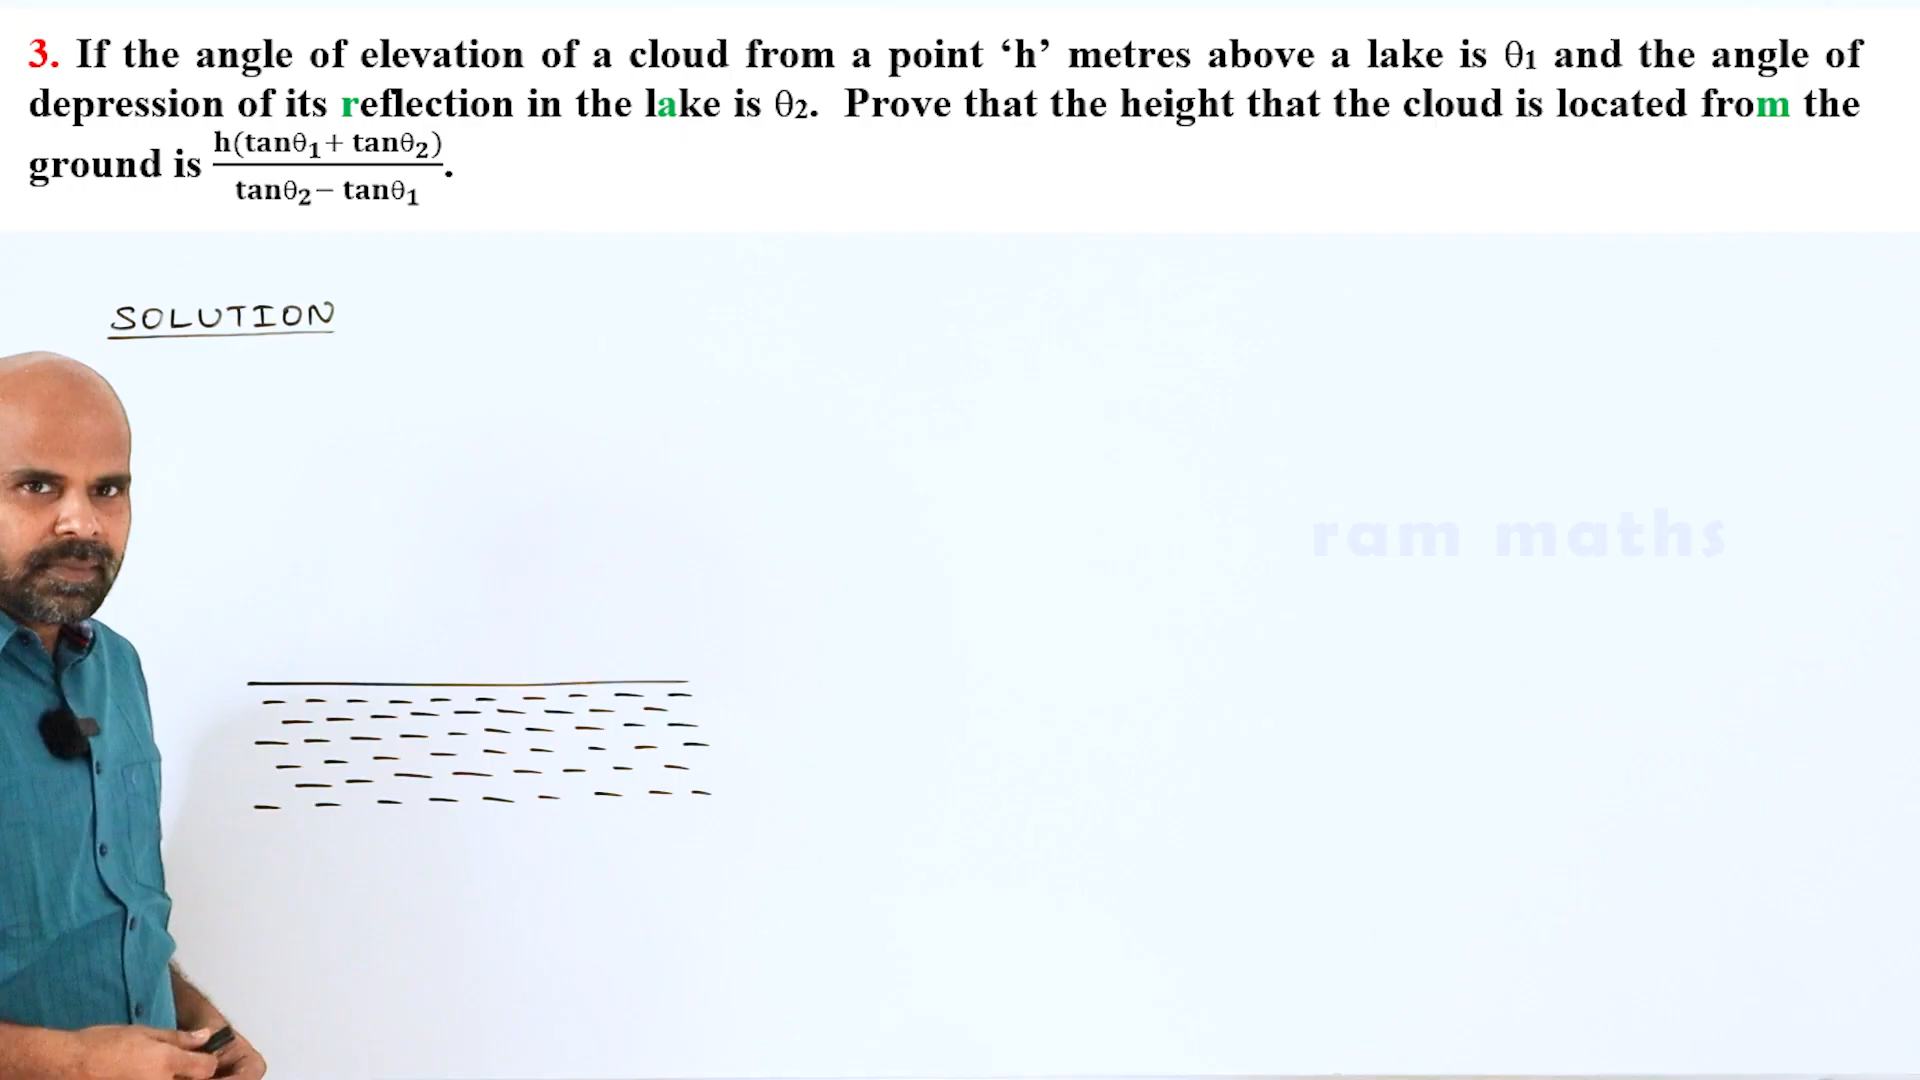 3. If the angle of elevation of a cloud from a point ‘h’ metres above a lake is θ₁ and the angle of
depression of its reflection in the lake is θ₂. Prove that the height that the cloud is located from the
ground is h(tanθ₁+ tanθ₂) / tanθ₂− tanθ₁.
SOLUTION
ram maths